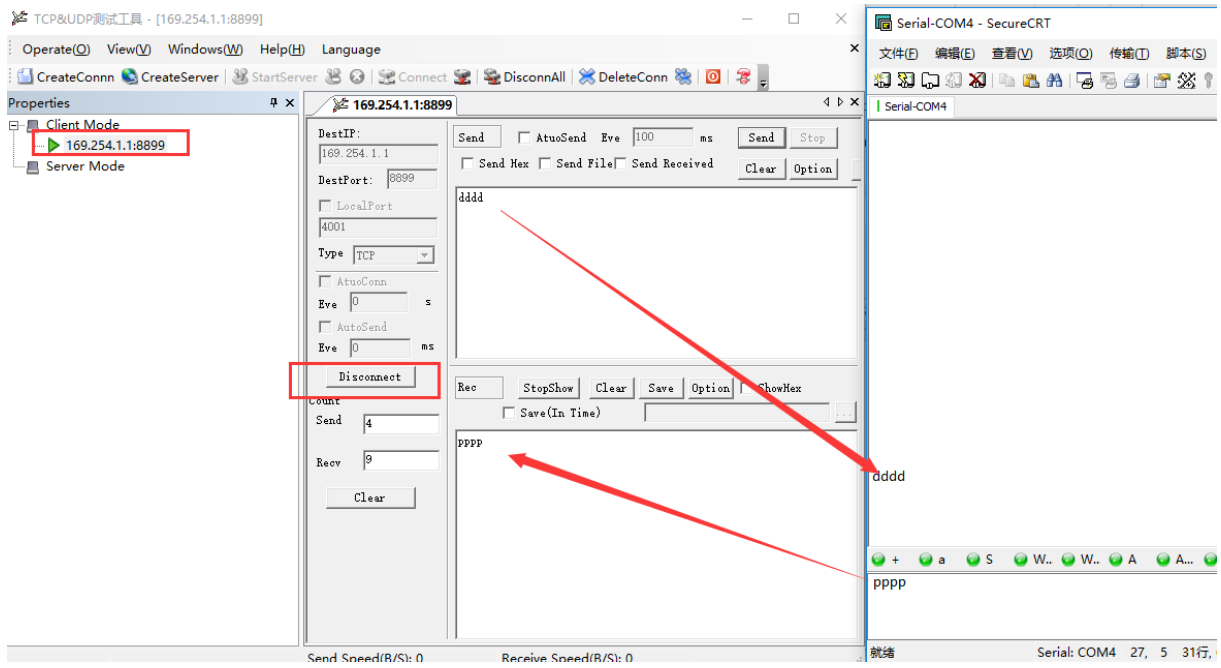 TCP&UDP测试工具 - [169.254.1.1:8899]
Operate(O) View(V) Windows(W) Help(H) Language
CreateConnn CreateServer StartServer Connect DisconnAll DeleteConn
Properties
Client Mode
169.254.1.1:8899
Server Mode
169.254.1.1:8899
DestIP:
169.254.1.1
DestPort: 8899
LocalPort
4001
Type TCP
AtuoConn
Eve 0 s
AutoSend
Eve 0 ms
Disconnect
Count
Send 4
Recv 9
Clear
Send AtuoSend Eve 100 ms Send Stop
Send Hex Send File Send Received Clear Option
dddd
Rec StopShow Clear Save Option ShowHex
Save(In Time) ...
pppp
Send Speed(B/S): 0 Receive Speed(B/S): 0
Serial-COM4 - SecureCRT
文件(F) 编辑(E) 查看(V) 选项(O) 传输(T) 脚本(S)
Serial-COM4
dddd
+ a S W.. W.. A A...
pppp
就绪 Serial: COM4 27, 5 31行,